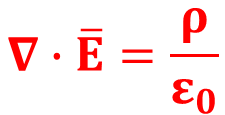 ∇ · E̅ = ρ/ε₀